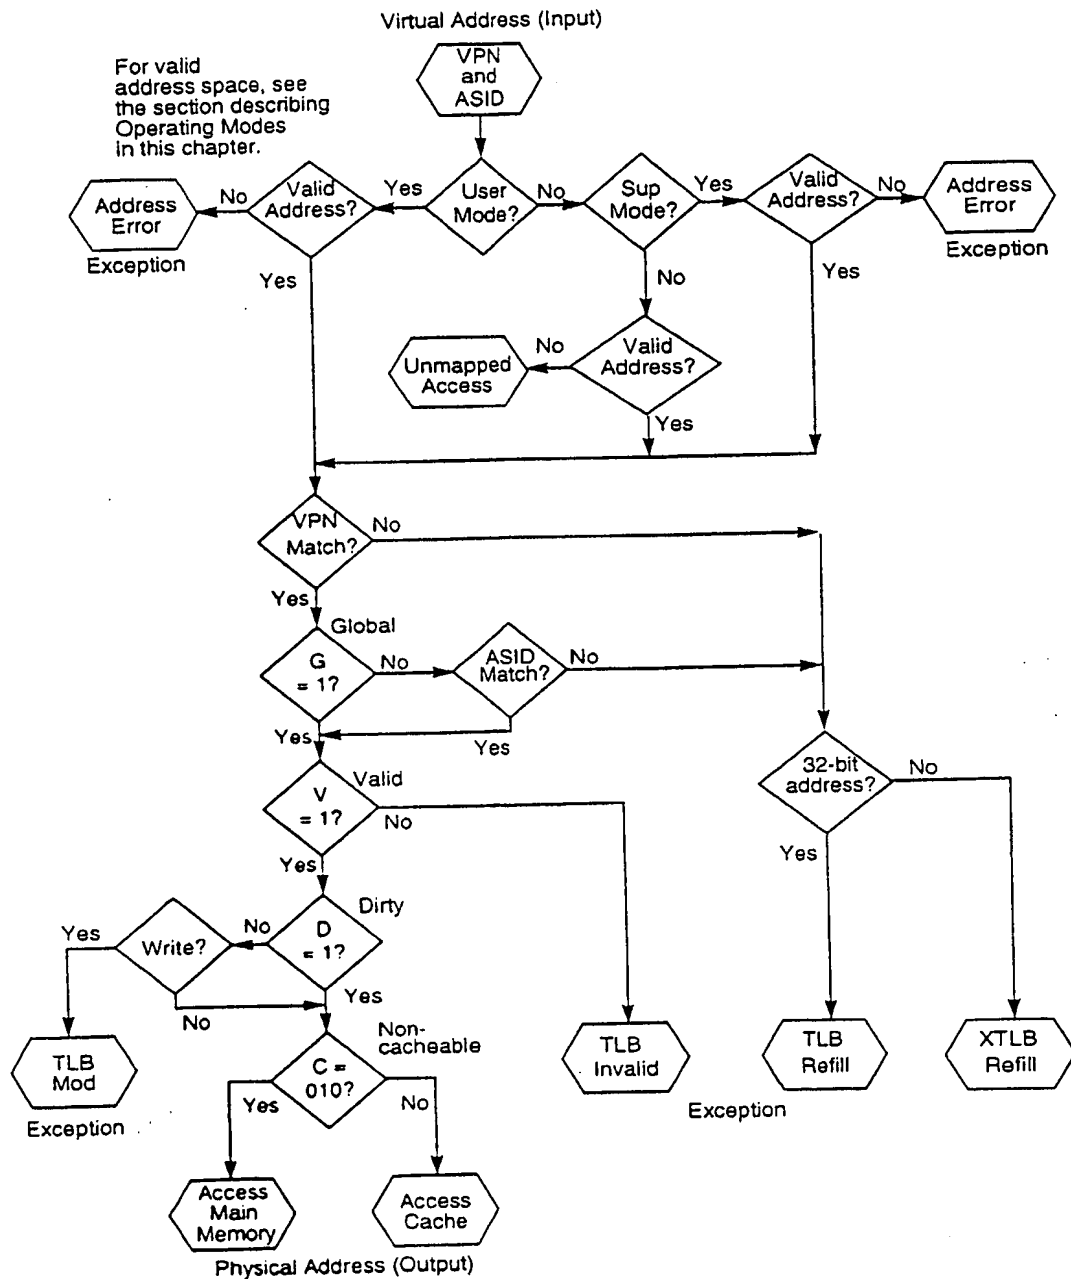 Virtual Address (Input)
VPN
and
ASID
For valid
address space, see
the section describing
Operating Modes
in this chapter.
Address
Error
Exception
No
Valid
Address?
Yes
User
Mode?
No
Sup
Mode?
Yes
Valid
Address?
No
Address
Error
Exception
Yes
No
Yes
Unmapped
Access
No
Valid
Address?
Yes
VPN
Match?
No
Yes
Global
G
= 1?
No
ASID
Match?
No
Yes
Yes
Valid
V
= 1?
No
32-bit
address?
No
Yes
Yes
Dirty
D
= 1?
No
Write?
Yes
No
Yes
Non-
cacheable
C =
010?
Yes
No
TLB
Mod
Exception
TLB
Invalid
TLB
Refill
XTLB
Refill
Exception
Access
Main
Memory
Access
Cache
Physical Address (Output)